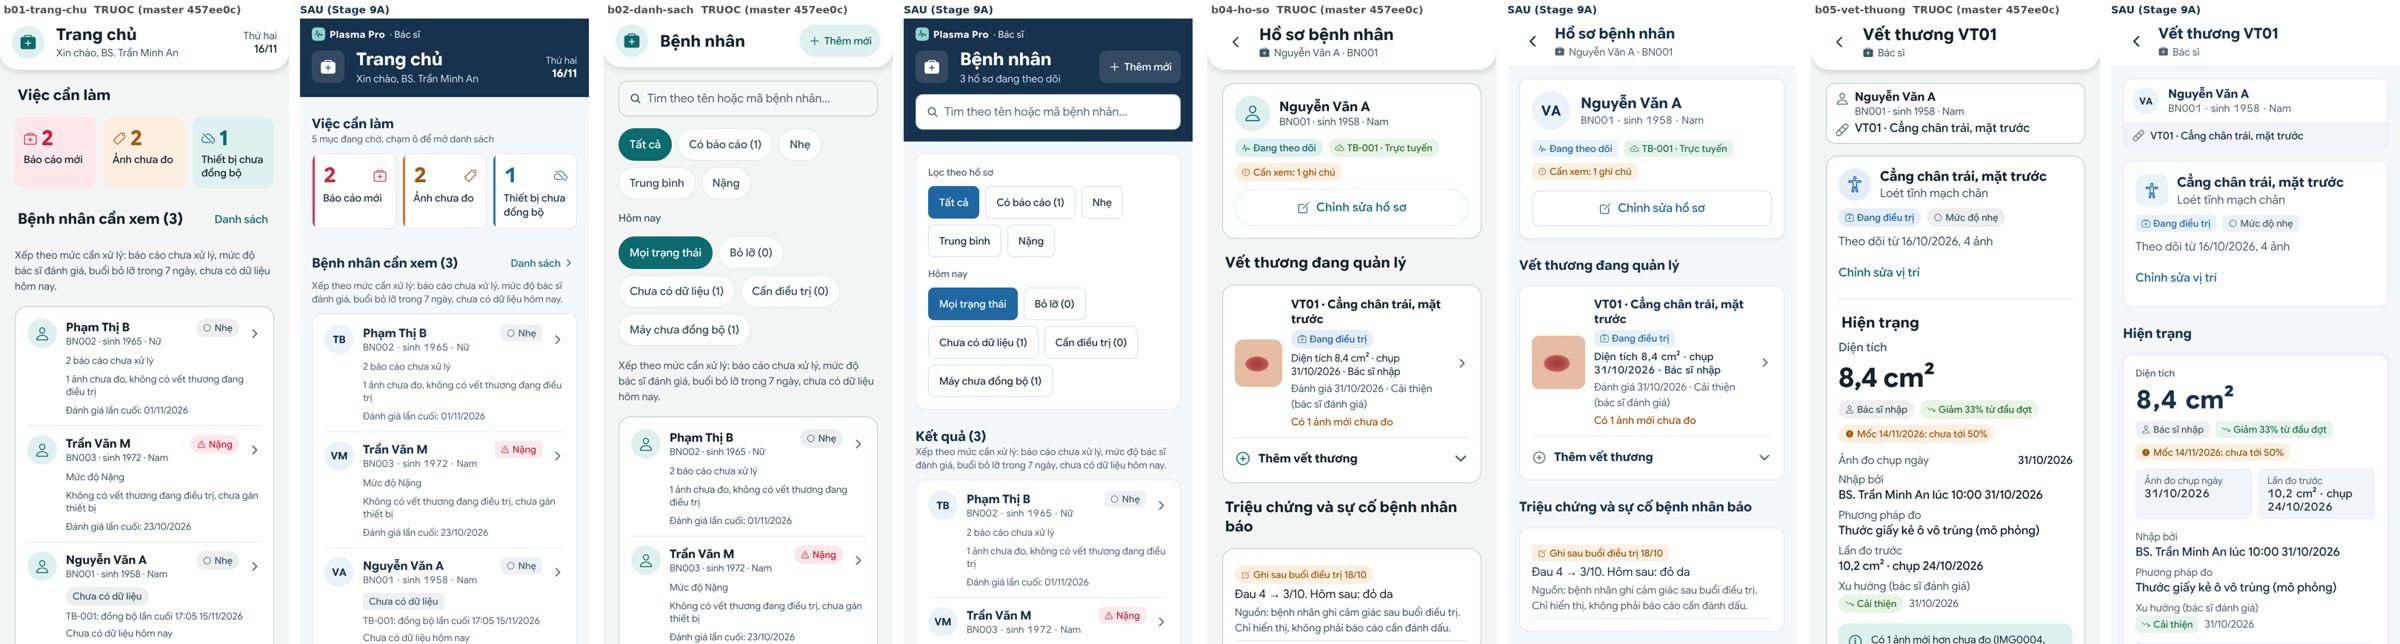 b01-trang-chu TRUOC (master 457ee0c)
Trang chủ
Xin chào, BS. Trần Minh An
Thứ hai
16/11
Việc cần làm
2
Báo cáo mới
2
Ảnh chưa đo
1
Thiết bị chưa
đồng bộ
Bệnh nhân cần xem (3)
Danh sách
Xếp theo mức cần xử lý: báo cáo chưa xử lý, mức độ
bác sĩ đánh giá, buổi bỏ lỡ trong 7 ngày, chưa có dữ liệu
hôm nay.
Phạm Thị B
Nhẹ
BN002 · sinh 1965 · Nữ
2 báo cáo chưa xử lý
1 ảnh chưa đo, không có vết thương đang
điều trị
Đánh giá lần cuối: 01/11/2026
Trần Văn M
Nặng
BN003 · sinh 1972 · Nam
Mức độ Nặng
Không có vết thương đang điều trị, chưa gán
thiết bị
Đánh giá lần cuối: 23/10/2026
Nguyễn Văn A
Nhẹ
BN001 · sinh 1958 · Nam
Chưa có dữ liệu
TB-001: đồng bộ lần cuối 17:05 15/11/2026
Chưa có dữ liệu hôm nay
SAU (Stage 9A)
Plasma Pro · Bác sĩ
Trang chủ
Xin chào, BS. Trần Minh An
Thứ hai
16/11
Việc cần làm
5 mục đang chờ, chạm ô để mở danh sách
2
Báo cáo mới
2
Ảnh chưa đo
1
Thiết bị chưa
đồng bộ
Bệnh nhân cần xem (3)
Danh sách
Xếp theo mức cần xử lý: báo cáo chưa xử lý, mức độ bác sĩ
đánh giá, buổi bỏ lỡ trong 7 ngày, chưa có dữ liệu hôm nay.
TB
Phạm Thị B
Nhẹ
BN002 · sinh 1965 · Nữ
2 báo cáo chưa xử lý
1 ảnh chưa đo, không có vết thương đang điều
trị
Đánh giá lần cuối: 01/11/2026
VM
Trần Văn M
Nặng
BN003 · sinh 1972 · Nam
Mức độ Nặng
Không có vết thương đang điều trị, chưa gán
thiết bị
Đánh giá lần cuối: 23/10/2026
VA
Nguyễn Văn A
Nhẹ
BN001 · sinh 1958 · Nam
Chưa có dữ liệu
TB-001: đồng bộ lần cuối 17:05 15/11/2026
Chưa có dữ liệu hôm nay
b02-danh-sach TRUOC (master 457ee0c)
Bệnh nhân
+ Thêm mới
Tìm theo tên hoặc mã bệnh nhân...
Tất cả
Có báo cáo (1)
Nhẹ
Trung bình
Nặng
Hôm nay
Mọi trạng thái
Bỏ lỡ (0)
Chưa có dữ liệu (1)
Cần điều trị (0)
Máy chưa đồng bộ (1)
Xếp theo mức cần xử lý: báo cáo chưa xử lý, mức độ
bác sĩ đánh giá, buổi bỏ lỡ trong 7 ngày, chưa có dữ liệu
hôm nay.
Phạm Thị B
Nhẹ
BN002 · sinh 1965 · Nữ
2 báo cáo chưa xử lý
1 ảnh chưa đo, không có vết thương đang
điều trị
Đánh giá lần cuối: 01/11/2026
Trần Văn M
Nặng
BN003 · sinh 1972 · Nam
Mức độ Nặng
Không có vết thương đang điều trị, chưa gán
thiết bị
Đánh giá lần cuối: 23/10/2026
SAU (Stage 9A)
Plasma Pro · Bác sĩ
Bệnh nhân
3 hồ sơ đang theo dõi
+ Thêm mới
Tìm theo tên hoặc mã bệnh nhân...
Lọc theo hồ sơ
Tất cả
Có báo cáo (1)
Nhẹ
Trung bình
Nặng
Hôm nay
Mọi trạng thái
Bỏ lỡ (0)
Chưa có dữ liệu (1)
Cần điều trị (0)
Máy chưa đồng bộ (1)
Kết quả (3)
Xếp theo mức cần xử lý: báo cáo chưa xử lý, mức độ bác sĩ
đánh giá, buổi bỏ lỡ trong 7 ngày, chưa có dữ liệu hôm nay.
TB
Phạm Thị B
Nhẹ
BN002 · sinh 1965 · Nữ
2 báo cáo chưa xử lý
1 ảnh chưa đo, không có vết thương đang điều
trị
Đánh giá lần cuối: 01/11/2026
VM
Trần Văn M
Nặng
BN003 · sinh 1972 · Nam
b04-ho-so TRUOC (master 457ee0c)
Hồ sơ bệnh nhân
Nguyễn Văn A · BN001
Nguyễn Văn A
BN001 · sinh 1958 · Nam
Đang theo dõi
TB-001 · Trực tuyến
Cần xem: 1 ghi chú
Chỉnh sửa hồ sơ
Vết thương đang quản lý
VT01 · Cẳng chân trái, mặt
trước
Đang điều trị
Diện tích 8,4 cm² · chụp
31/10/2026 · Bác sĩ nhập
Đánh giá 31/10/2026 · Cải thiện
(bác sĩ đánh giá)
Có 1 ảnh mới chưa đo
Thêm vết thương
Triệu chứng và sự cố bệnh nhân
báo
Ghi sau buổi điều trị 18/10
Đau 4 → 3/10. Hôm sau: đỏ da
Nguồn: bệnh nhân ghi cảm giác sau buổi điều trị.
Chỉ hiển thị, không phải báo cáo cần đánh dấu.
SAU (Stage 9A)
Hồ sơ bệnh nhân
Nguyễn Văn A · BN001
VA
Nguyễn Văn A
BN001 · sinh 1958 · Nam
Đang theo dõi
TB-001 · Trực tuyến
Cần xem: 1 ghi chú
Chỉnh sửa hồ sơ
Vết thương đang quản lý
VT01 · Cẳng chân trái, mặt
trước
Đang điều trị
Diện tích 8,4 cm² · chụp
31/10/2026 · Bác sĩ nhập
Đánh giá 31/10/2026 · Cải thiện
(bác sĩ đánh giá)
Có 1 ảnh mới chưa đo
Thêm vết thương
Triệu chứng và sự cố bệnh nhân báo
Ghi sau buổi điều trị 18/10
Đau 4 → 3/10. Hôm sau: đỏ da
Nguồn: bệnh nhân ghi cảm giác sau buổi điều trị.
Chỉ hiển thị, không phải báo cáo cần đánh dấu.
b05-vet-thuong TRUOC (master 457ee0c)
Vết thương VT01
Bác sĩ
Nguyễn Văn A
BN001 · sinh 1958 · Nam
VT01 · Cẳng chân trái, mặt trước
Cẳng chân trái, mặt trước
Loét tĩnh mạch chân
Đang điều trị
Mức độ nhẹ
Theo dõi từ 16/10/2026, 4 ảnh
Chỉnh sửa vị trí
Hiện trạng
Diện tích
8,4 cm²
Bác sĩ nhập
Giảm 33% từ đầu đợt
Mốc 14/11/2026: chưa tới 50%
Ảnh đo chụp ngày
31/10/2026
Nhập bởi
BS. Trần Minh An lúc 10:00 31/10/2026
Phương pháp đo
Thước giấy kẻ ô vô trùng (mô phỏng)
Lần đo trước
10,2 cm² · chụp 24/10/2026
Xu hướng (bác sĩ đánh giá)
Cải thiện
31/10/2026
Có 1 ảnh mới hơn chưa đo (IMG0004,
SAU (Stage 9A)
Vết thương VT01
Bác sĩ
VA
Nguyễn Văn A
BN001 · sinh 1958 · Nam
VT01 · Cẳng chân trái, mặt trước
Cẳng chân trái, mặt trước
Loét tĩnh mạch chân
Đang điều trị
Mức độ nhẹ
Theo dõi từ 16/10/2026, 4 ảnh
Chỉnh sửa vị trí
Hiện trạng
Diện tích
8,4 cm²
Bác sĩ nhập
Giảm 33% từ đầu đợt
Mốc 14/11/2026: chưa tới 50%
Ảnh đo chụp ngày
31/10/2026
Lần đo trước
10,2 cm² · chụp
24/10/2026
Nhập bởi
BS. Trần Minh An lúc 10:00 31/10/2026
Phương pháp đo
Thước giấy kẻ ô vô trùng (mô phỏng)
Xu hướng (bác sĩ đánh giá)
Cải thiện
31/10/2026